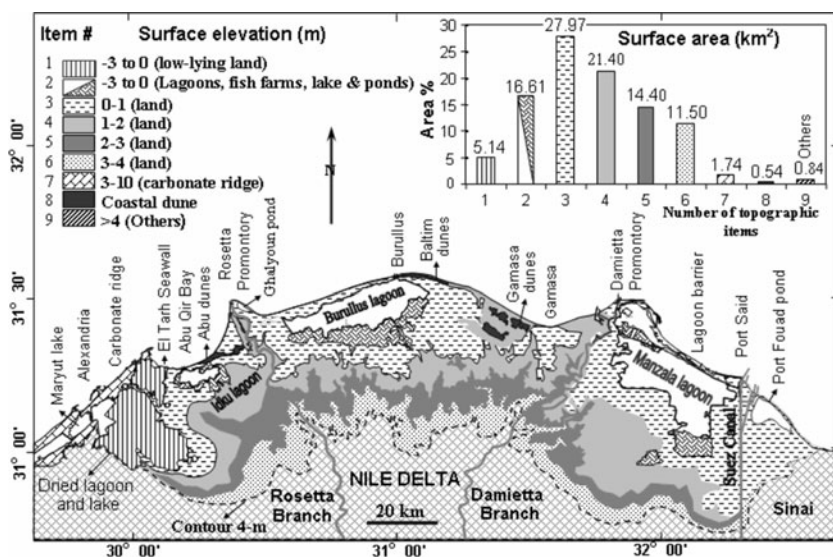 Item # Surface elevation (m)
1 -3 to 0 (low-lying land)
2 -3 to 0 (Lagoons, fish farms, lake & ponds)
3 0-1 (land)
4 1-2 (land)
5 2-3 (land)
6 3-4 (land)
7 3-10 (carbonate ridge)
8 Coastal dune
9 >4 (Others)
Surface area (km²)
Area %
30
25
20
15
10
5
0
5.14
16.61
27.97
21.40
14.40
11.50
1.74
0.54
0.84
Others
1 2 3 4 5 6 7 8 9
Number of topographic
items
N
32° 00'
31° 30'
31° 00'
Maryut lake
Alexandria
Carbonate ridge
El Tarh Seawall
Abu Qir Bay
Abu dunes
Rosetta
Promontory
Ghalyoun pond
Burullus
Baltim
dunes
Gamasa
dunes
Gamasa
Damietta
Promontory
Lagoon barrier
Port Said
Port Fouad pond
Burullus lagoon
Idku lagoon
Manzala lagoon
Suez Canal
Dried lagoon
and lake
Contour 4-m
Rosetta
Branch
NILE DELTA
20 km
Damietta
Branch
Sinai
30° 00'
31° 00'
32° 00'